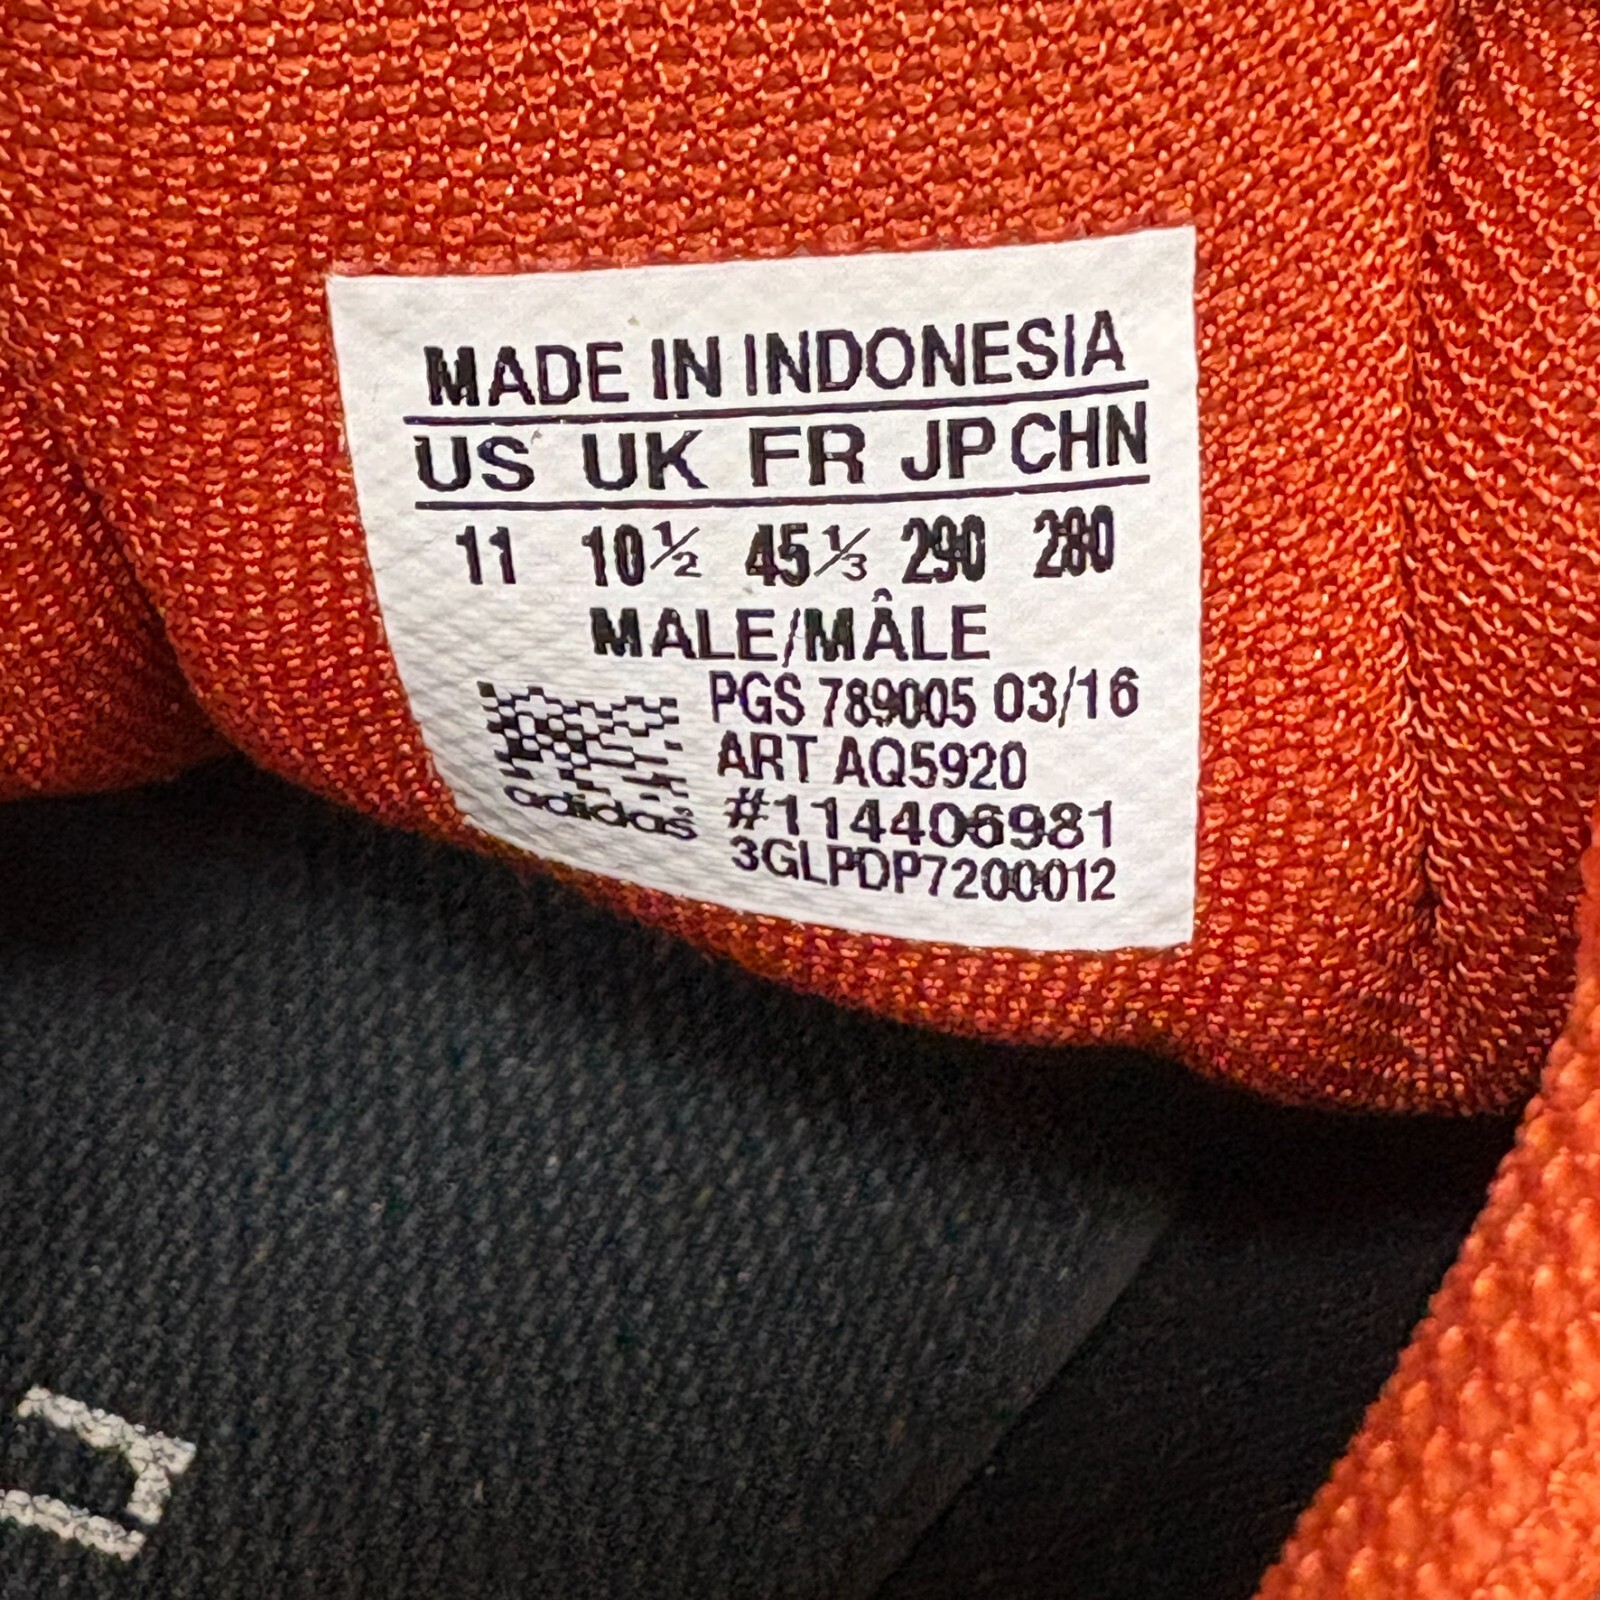 MADE IN INDONESIA
US UK FR JP CHN
11 10½ 45⅓ 290 280
MALE/MÂLE
PGS 789005 03/16
ART AQ5920
#114406981
3GLPDP7200012
adidas